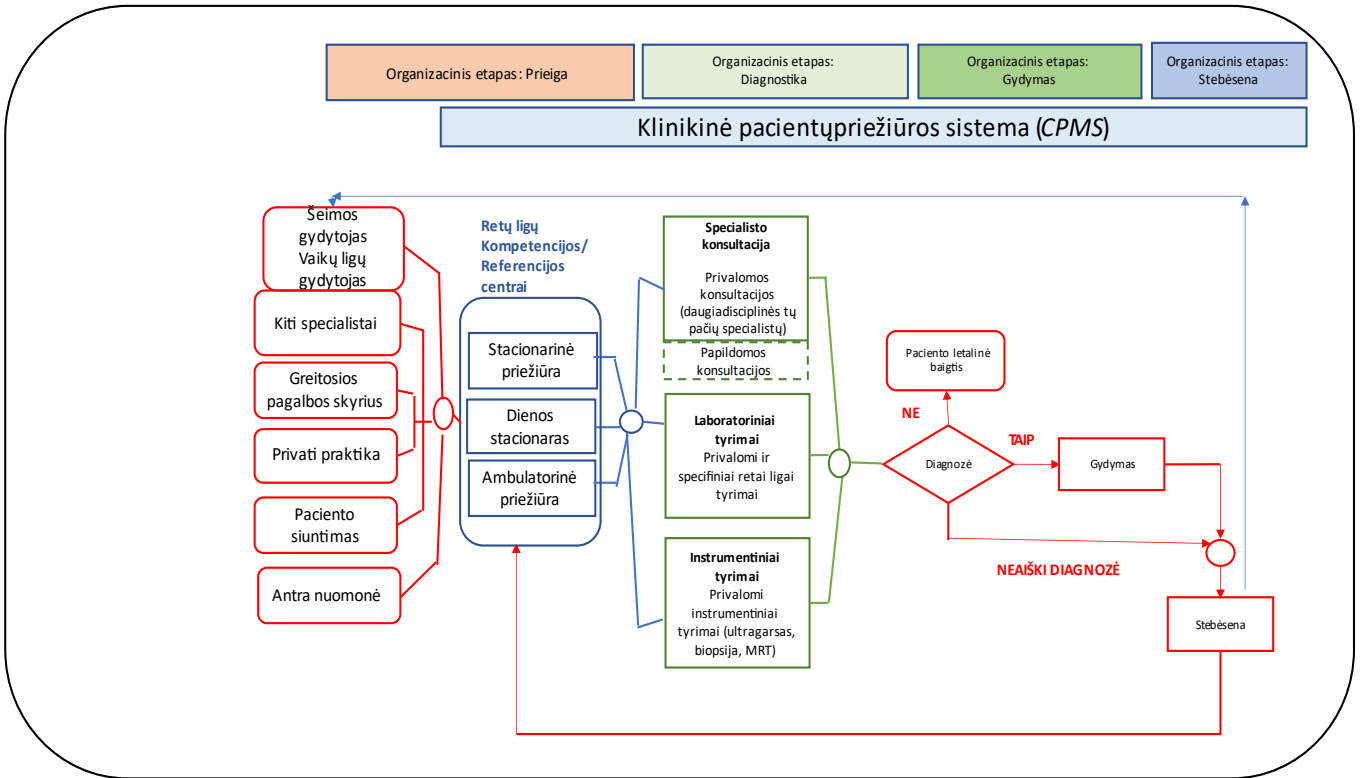 Organizacinis etapas: Prieiga
Organizacinis etapas:
Diagnostika
Organizacinis etapas:
Gydymas
Organizacinis etapas:
Stebėsena
Klinikinė pacientųpriežiūros sistema (CPMS)
Šeimos
gydytojas
Vaikų ligų
gydytojas
Kiti specialistai
Greitosios
pagalbos skyrius
Privati praktika
Paciento
siuntimas
Antra nuomonė
Retų ligų
Kompetencijos/
Referencijos
centrai
Stacionarinė
priežiūra
Dienos
stacionaras
Ambulatorinė
priežiūra
Specialisto
konsultacija
Privalomos
konsultacijos
(daugiadisciplinės tų
pačių specialistų)
Papildomos
konsultacijos
Laboratoriniai
tyrimai
Privalomi ir
specifiniai retai ligai
tyrimai
Instrumentiniai
tyrimai
Privalomi
instrumentiniai
tyrimai (ultragarsas,
biopsija, MRT)
Paciento letalinė
baigtis
NE
Diagnozė
TAIP
Gydymas
NEAIŠKI DIAGNOZĖ
Stebėsena